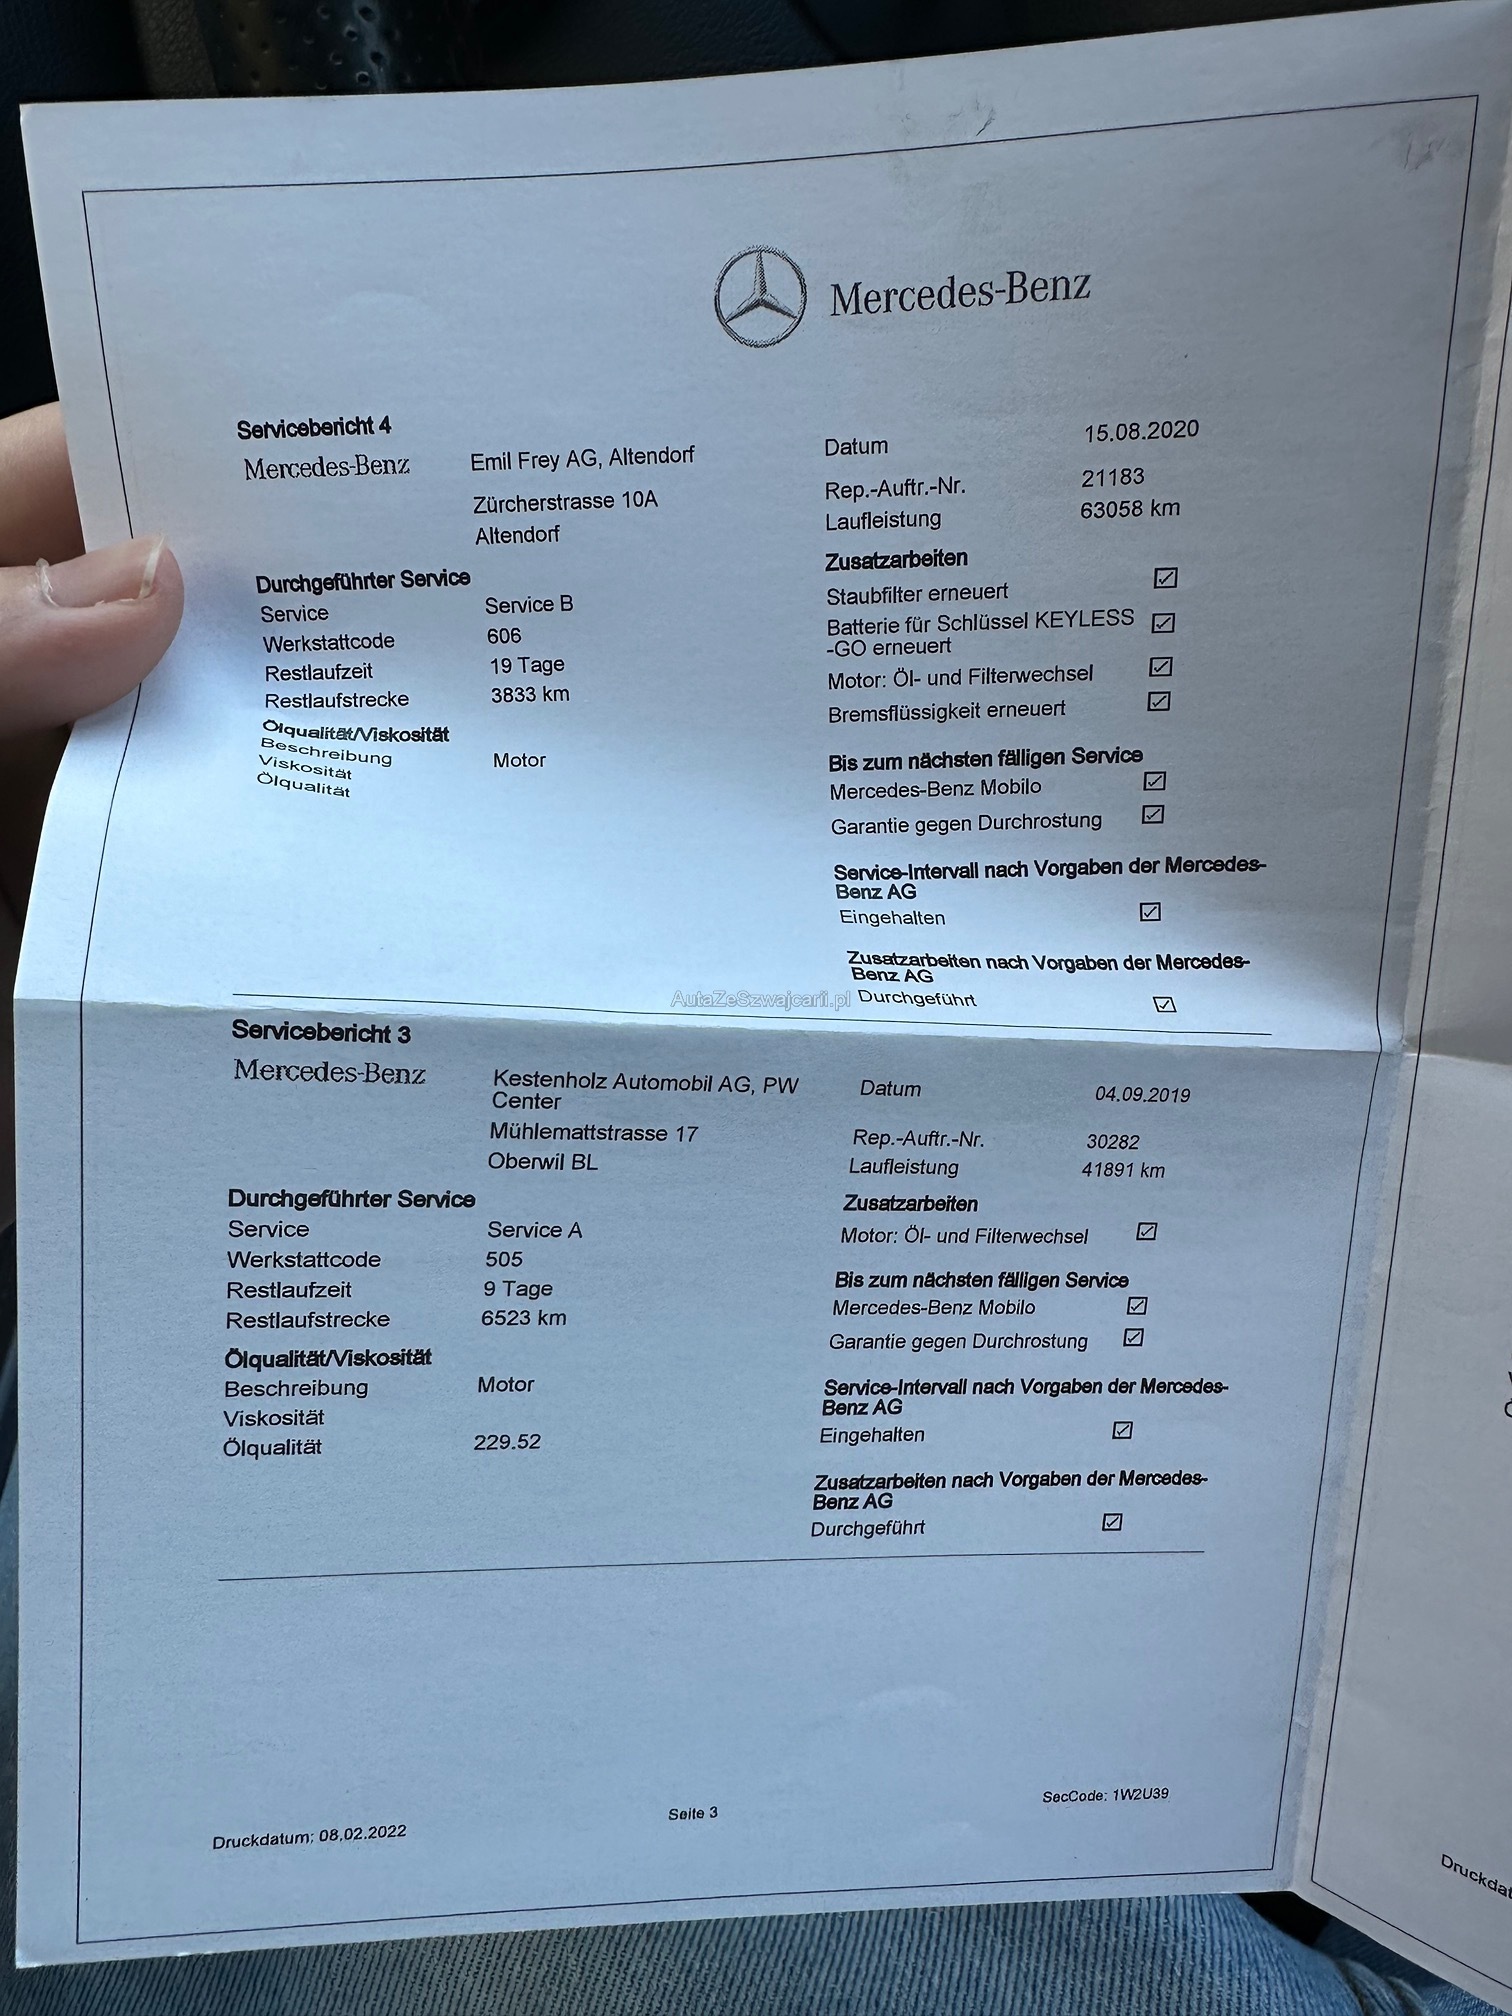 Mercedes-Benz
Servicebericht 4
Mercedes-Benz
Emil Frey AG, Altendorf
Zürcherstrasse 10A
Altendorf
Datum 15.08.2020
Rep.-Auftr.-Nr. 21183
Laufleistung 63058 km
Durchgeführter Service
Service Service B
Werkstattcode 606
Restlaufzeit 19 Tage
Restlaufstrecke 3833 km
Ölqualität/Viskosität
Beschreibung Motor
Viskosität
Ölqualität
Zusatzarbeiten
Staubfilter erneuert
Batterie für Schlüssel KEYLESS
-GO erneuert
Motor: Öl- und Filterwechsel
Bremsflüssigkeit erneuert
Bis zum nächsten fälligen Service
Mercedes-Benz Mobilo
Garantie gegen Durchrostung
Service-Intervall nach Vorgaben der Mercedes-
Benz AG
Eingehalten
Zusatzarbeiten nach Vorgaben der Mercedes-
Benz AG
Durchgeführt
AutaZeSzwajcarii.pl
Servicebericht 3
Mercedes-Benz
Kestenholz Automobil AG, PW
Center
Mühlemattstrasse 17
Oberwil BL
Datum 04.09.2019
Rep.-Auftr.-Nr. 30282
Laufleistung 41891 km
Durchgeführter Service
Service Service A
Werkstattcode 505
Restlaufzeit 9 Tage
Restlaufstrecke 6523 km
Ölqualität/Viskosität
Beschreibung Motor
Viskosität
Ölqualität 229.52
Zusatzarbeiten
Motor: Öl- und Filterwechsel
Bis zum nächsten fälligen Service
Mercedes-Benz Mobilo
Garantie gegen Durchrostung
Service-Intervall nach Vorgaben der Mercedes-
Benz AG
Eingehalten
Zusatzarbeiten nach Vorgaben der Mercedes-
Benz AG
Durchgeführt
Druckdatum: 08.02.2022
Seite 3
SecCode: 1W2U39